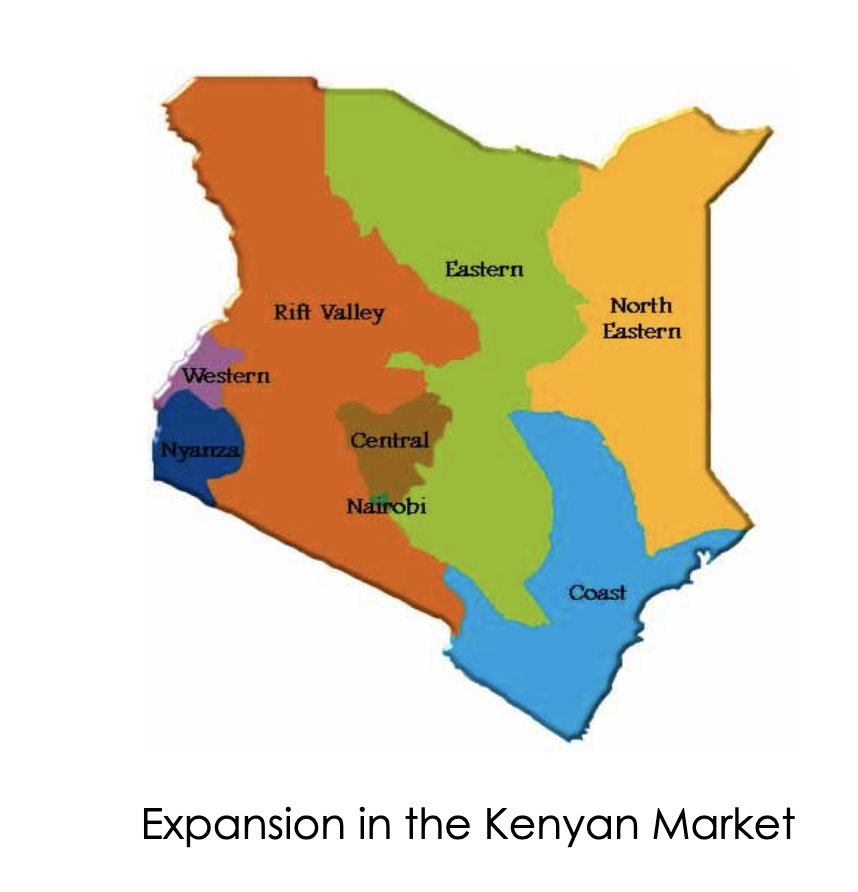 Eastern
North
Eastern
Rift Valley
Western
Central
Nyanza
Nairobi
Coast
Expansion in the Kenyan Market